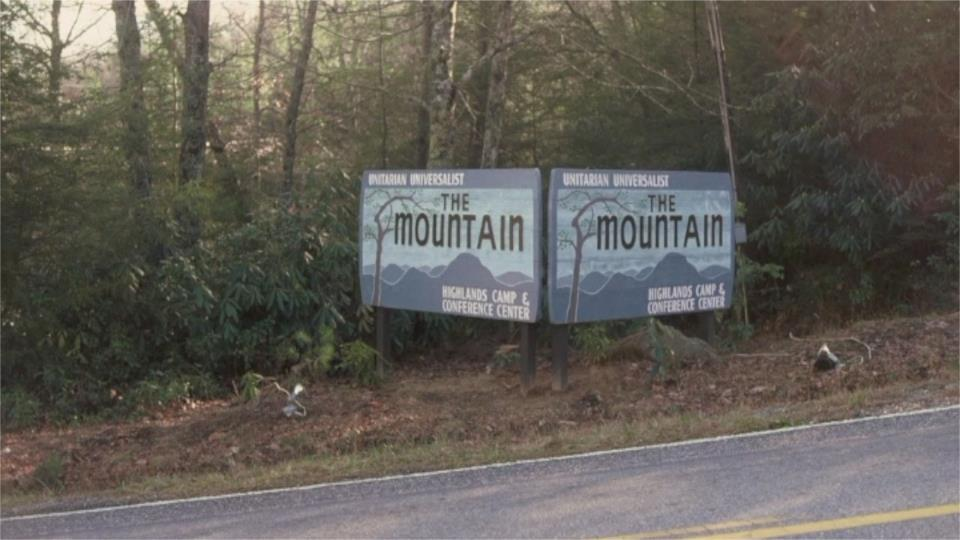 UNITARIAN UNIVERSALIST
THE
MOUNTAIN
HIGHLANDS CAMP &
CONFERENCE CENTER
UNITARIAN UNIVERSALIST
THE
MOUNTAIN
HIGHLANDS CAMP &
CONFERENCE CENTER